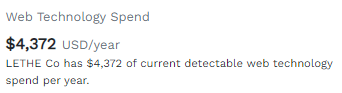 Web Technology Spend
$4,372 USD/year
LETHE Co has $4,372 of current detectable web technology
spend per year.